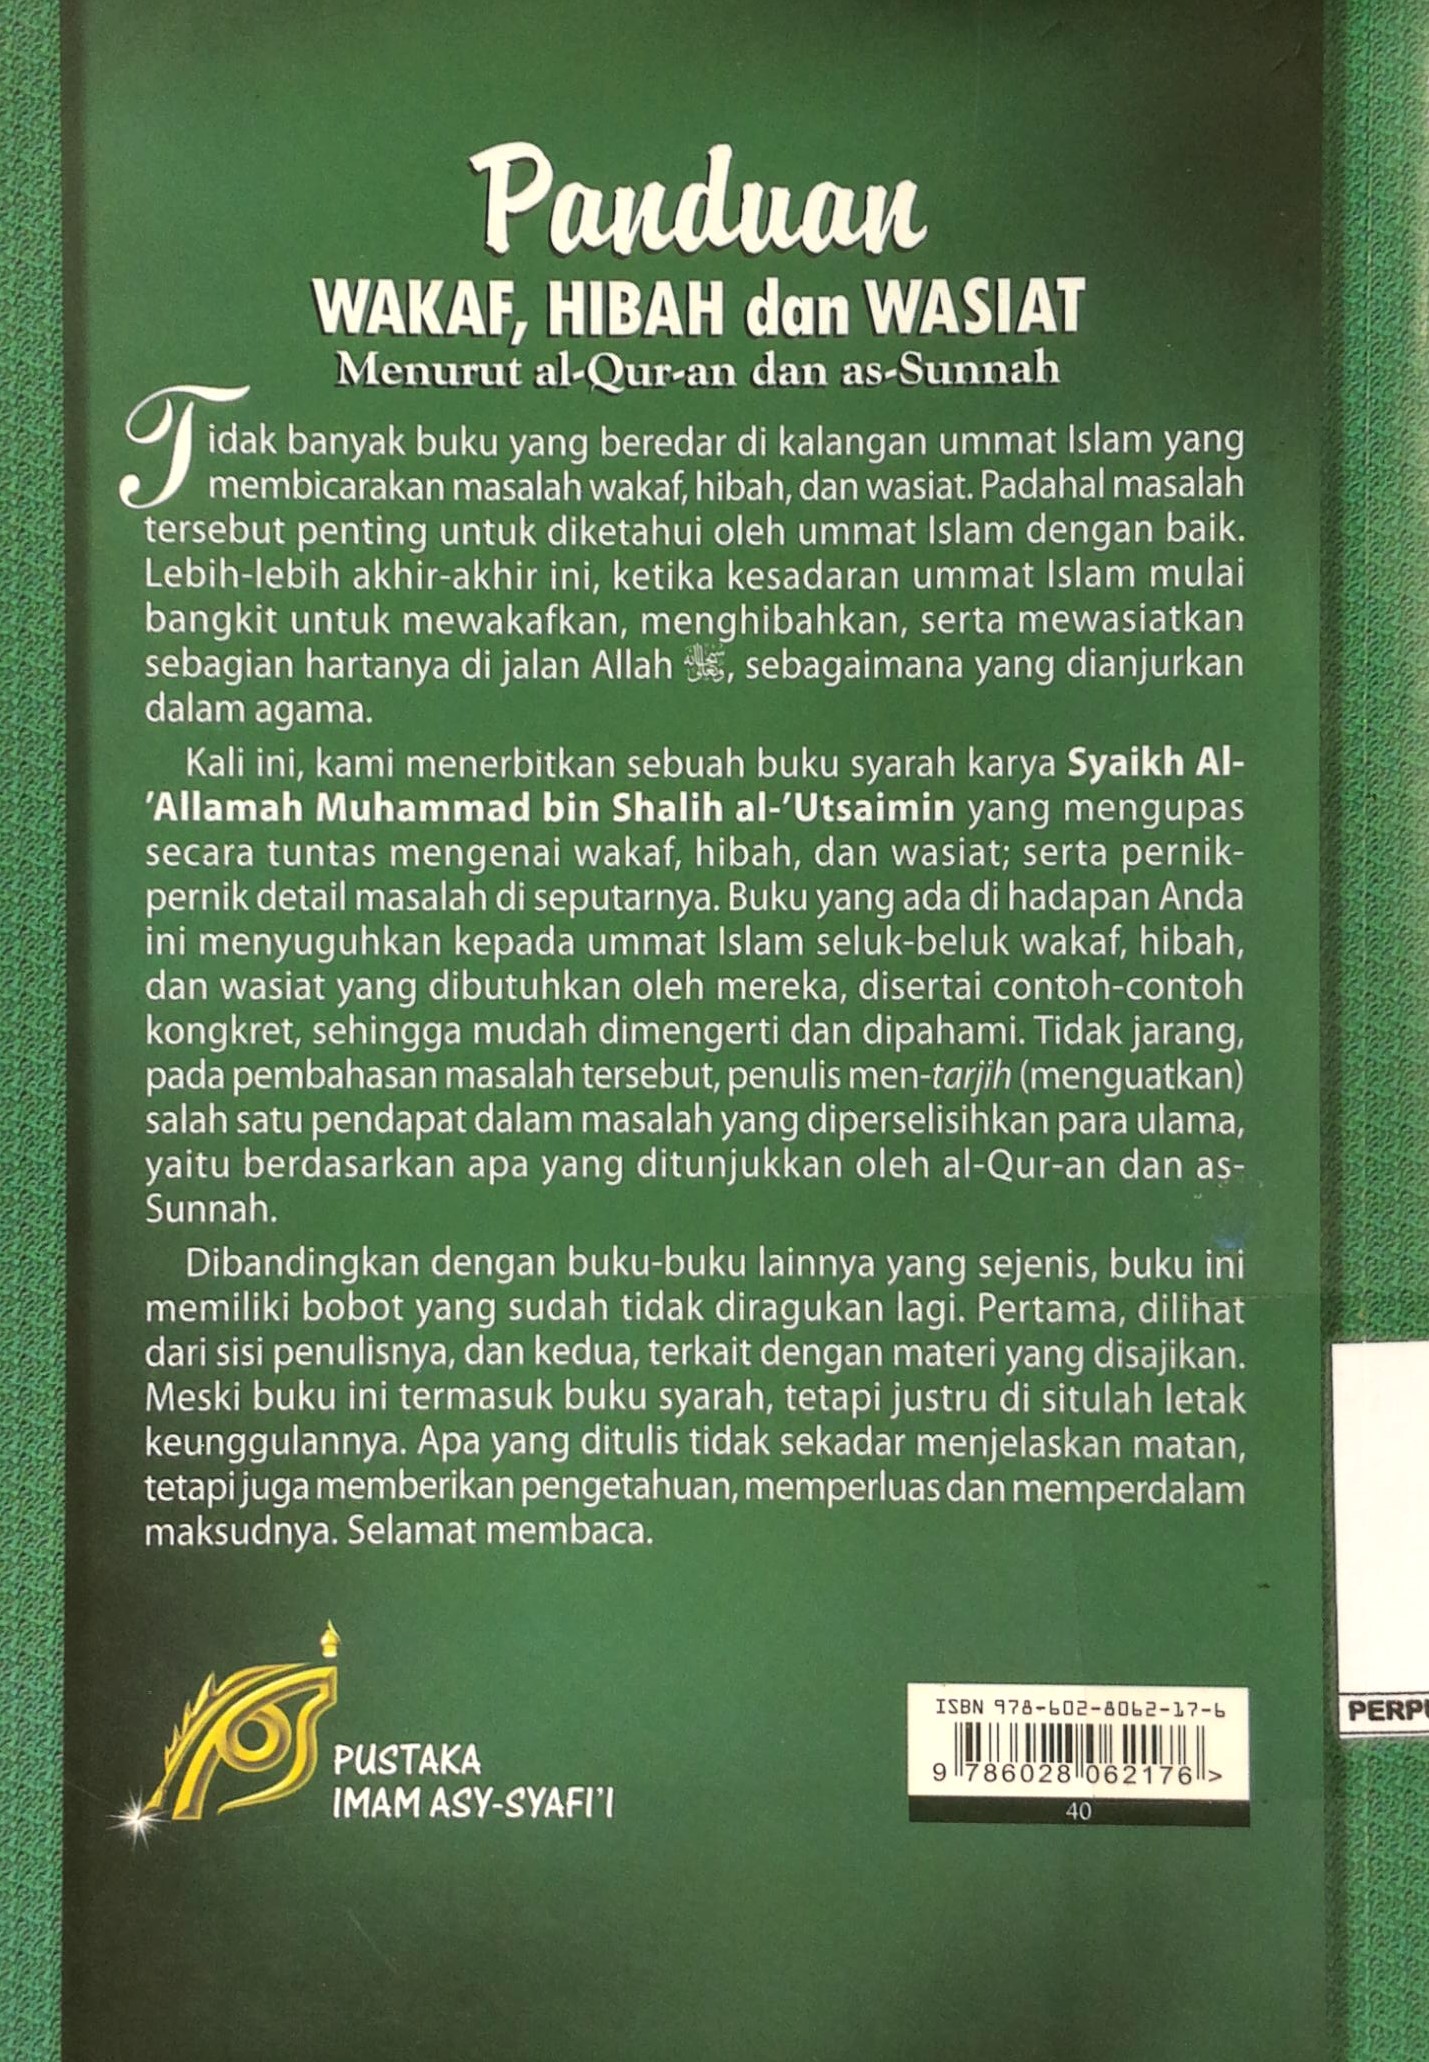 Panduan
WAKAF, HIBAH dan WASIAT
Menurut al-Qur-an dan as-Sunnah
Tidak banyak buku yang beredar di kalangan ummat Islam yang
membicarakan masalah wakaf, hibah, dan wasiat. Padahal masalah
tersebut penting untuk diketahui oleh ummat Islam dengan baik.
Lebih-lebih akhir-akhir ini, ketika kesadaran ummat Islam mulai
bangkit untuk mewakafkan, menghibahkan, serta mewasiatkan
sebagian hartanya di jalan Allah ‎, sebagaimana yang dianjurkan
dalam agama.
Kali ini, kami menerbitkan sebuah buku syarah karya Syaikh Al-
'Allamah Muhammad bin Shalih al-'Utsaimin yang mengupas
secara tuntas mengenai wakaf, hibah, dan wasiat; serta pernik-
pernik detail masalah di seputarnya. Buku yang ada di hadapan Anda
ini menyuguhkan kepada ummat Islam seluk-beluk wakaf, hibah,
dan wasiat yang dibutuhkan oleh mereka, disertai contoh-contoh
kongkret, sehingga mudah dimengerti dan dipahami. Tidak jarang,
pada pembahasan masalah tersebut, penulis men-tarjih (menguatkan)
salah satu pendapat dalam masalah yang diperselisihkan para ulama,
yaitu berdasarkan apa yang ditunjukkan oleh al-Qur-an dan as-
Sunnah.
Dibandingkan dengan buku-buku lainnya yang sejenis, buku ini
memiliki bobot yang sudah tidak diragukan lagi. Pertama, dilihat
dari sisi penulisnya, dan kedua, terkait dengan materi yang disajikan.
Meski buku ini termasuk buku syarah, tetapi justru di situlah letak
keunggulannya. Apa yang ditulis tidak sekadar menjelaskan matan,
tetapi juga memberikan pengetahuan, memperluas dan memperdalam
maksudnya. Selamat membaca.
PUSTAKA
IMAM ASY-SYAFI'I
ISBN 978-602-8062-17-6
9 786028 062176 >
40